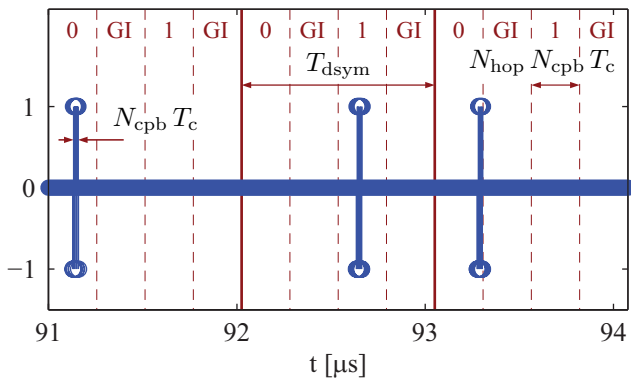 0 GI 1 GI 0 GI 1 GI 0 GI 1 GI
T_dsym
N_hop N_cpb T_c
N_cpb T_c
1
0
−1
91 92 93 94
t [μs]